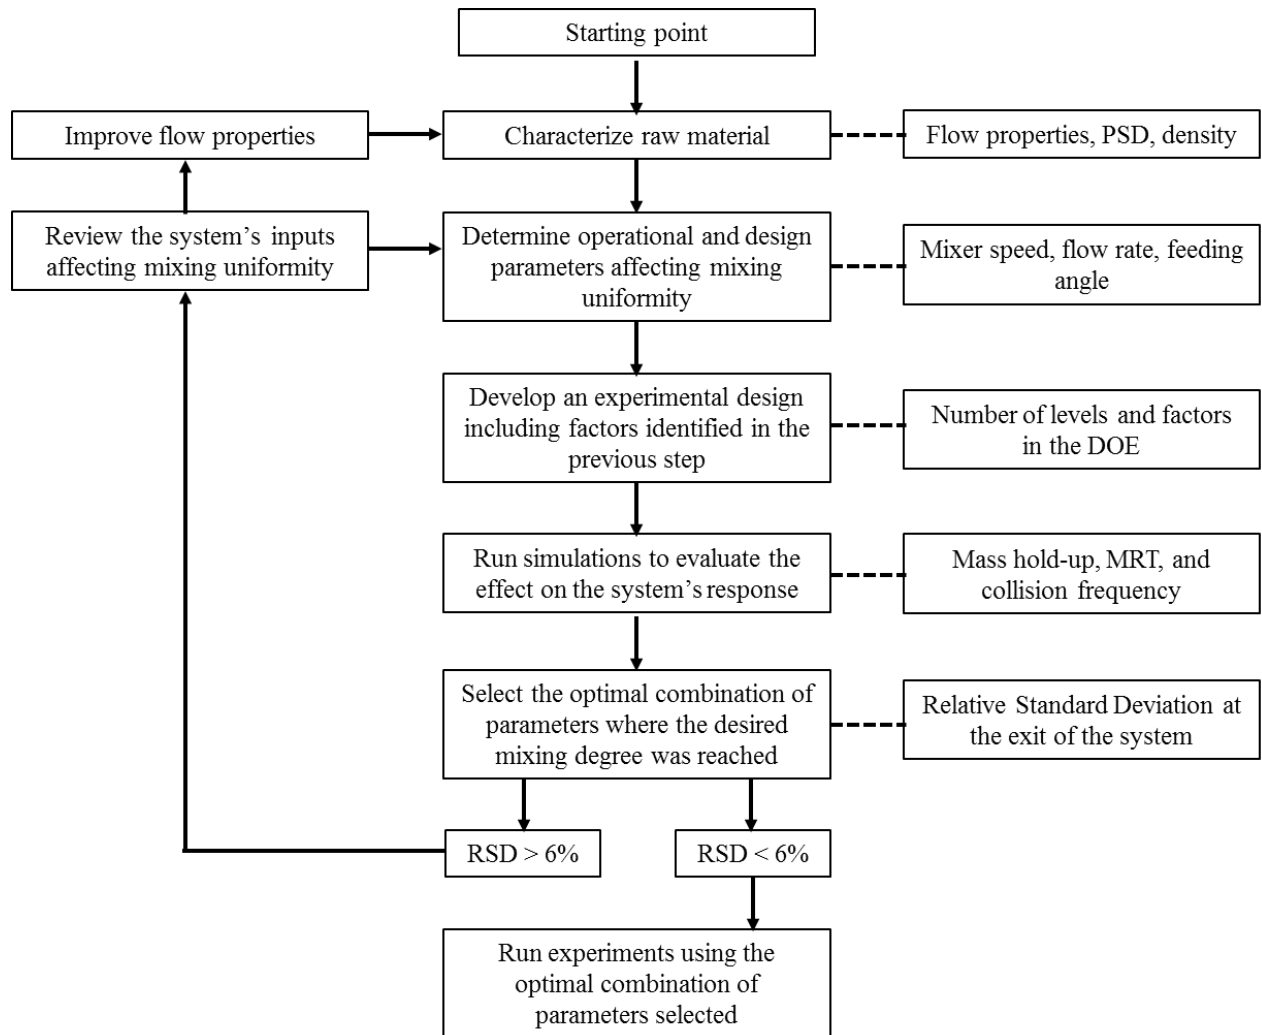 Starting point
Improve flow properties
Characterize raw material
Flow properties, PSD, density
Review the system’s inputs
affecting mixing uniformity
Determine operational and design
parameters affecting mixing
uniformity
Mixer speed, flow rate, feeding
angle
Develop an experimental design
including factors identified in the
previous step
Number of levels and factors
in the DOE
Run simulations to evaluate the
effect on the system’s response
Mass hold-up, MRT, and
collision frequency
Select the optimal combination of
parameters where the desired
mixing degree was reached
Relative Standard Deviation at
the exit of the system
RSD > 6%
RSD < 6%
Run experiments using the
optimal combination of
parameters selected